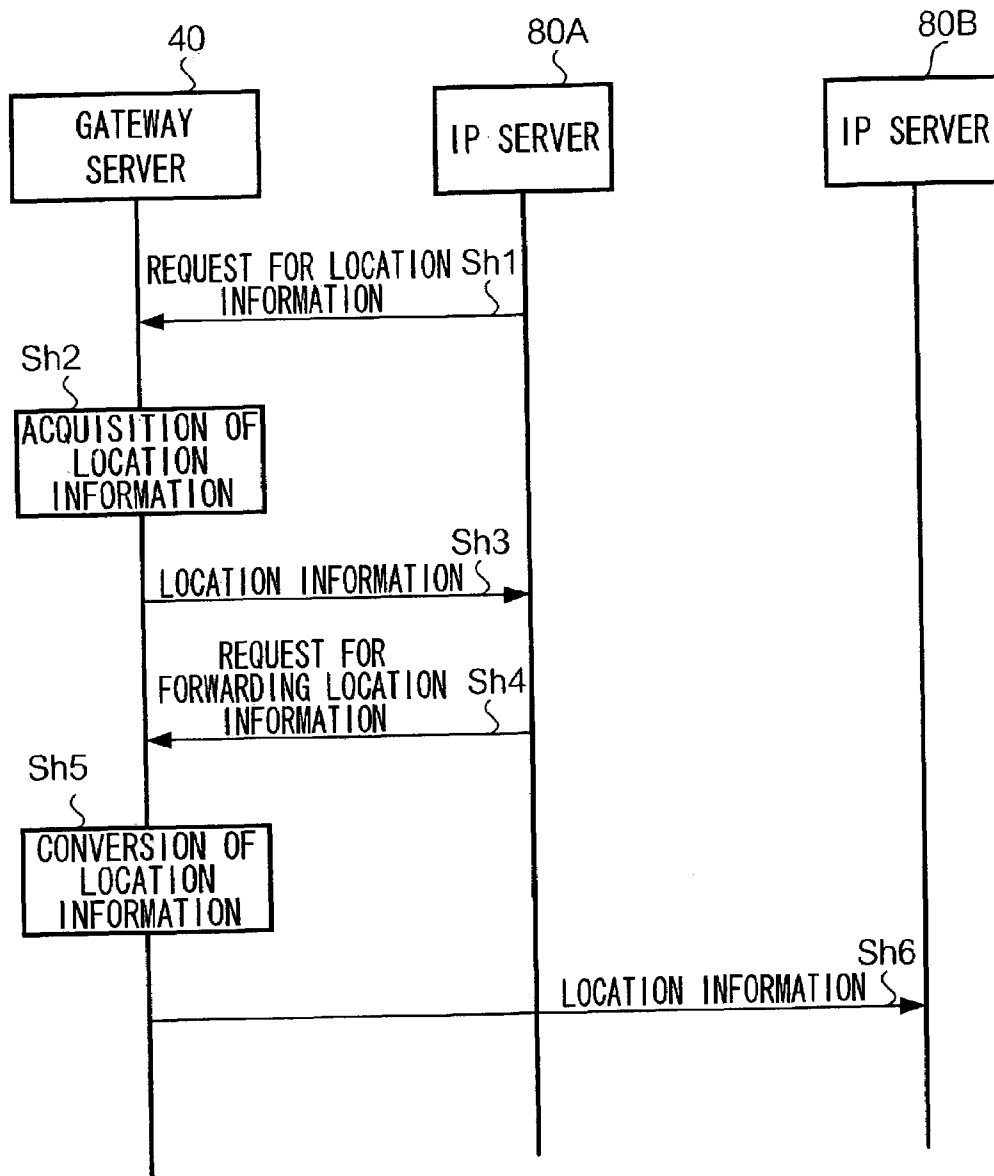 40
80A
80B
GATEWAY
SERVER
IP SERVER
IP SERVER
REQUEST FOR LOCATION Sh1
INFORMATION
Sh2
ACQUISITION OF
LOCATION
INFORMATION
Sh3
LOCATION INFORMATION
REQUEST FOR
FORWARDING LOCATION Sh4
INFORMATION
Sh5
CONVERSION OF
LOCATION
INFORMATION
Sh6
LOCATION INFORMATION